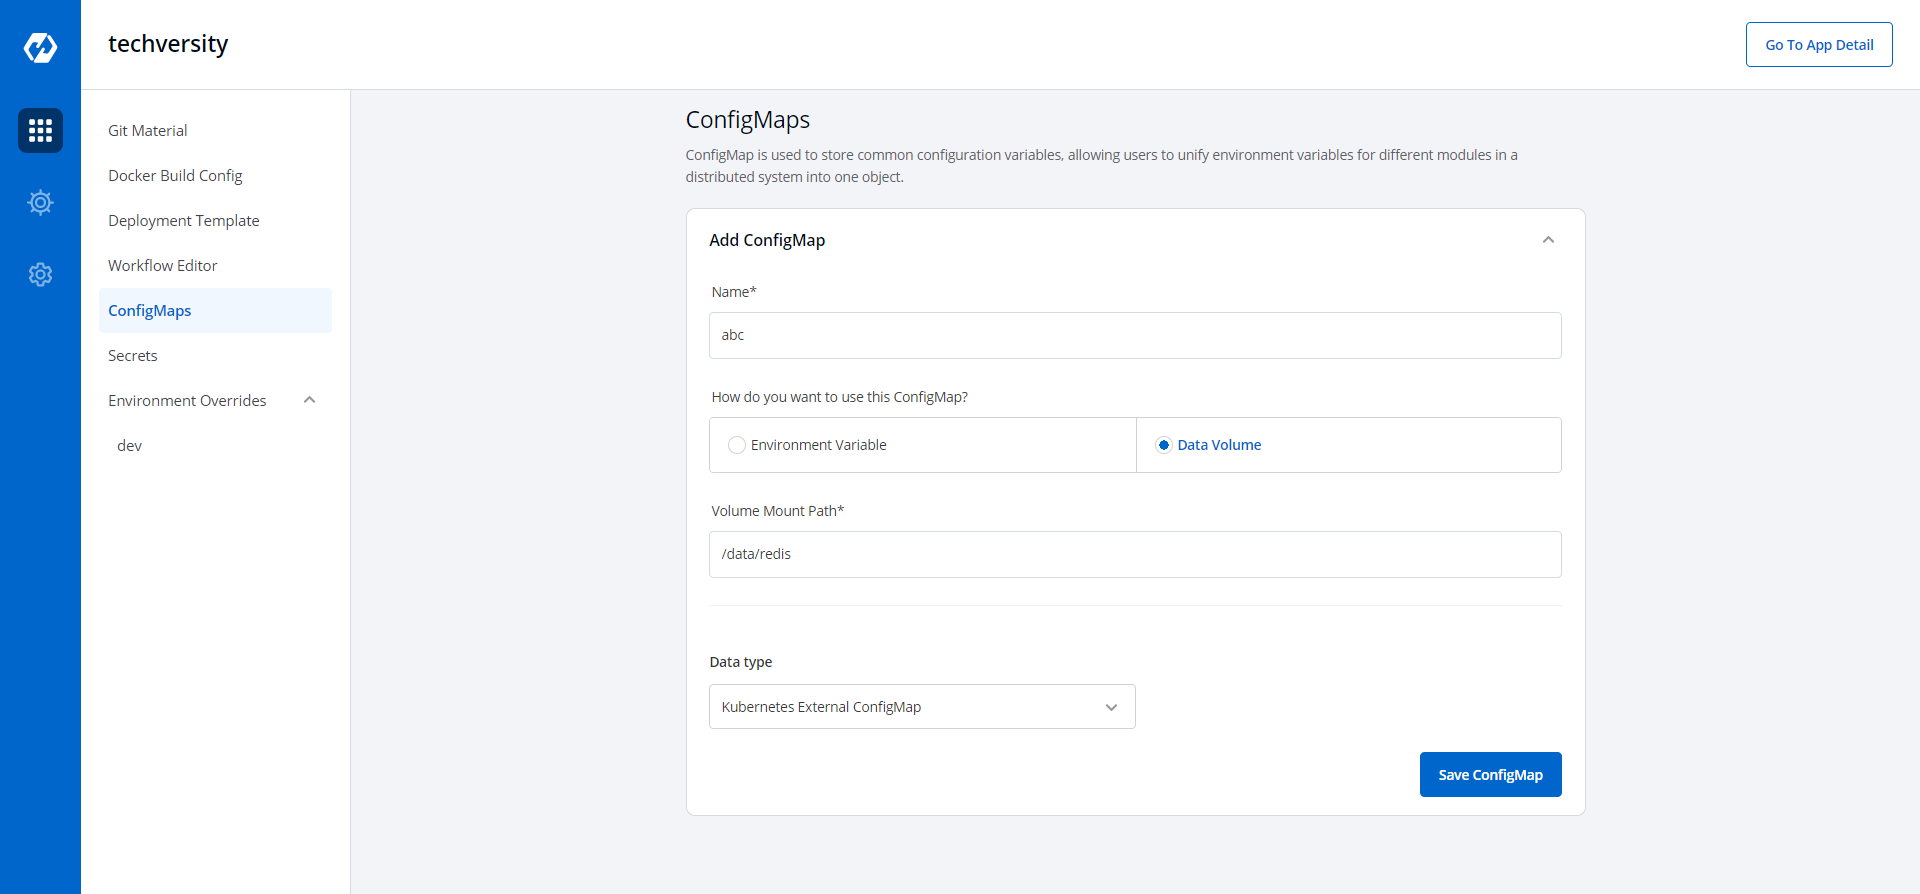 techversity
Go To App Detail
Git Material
Docker Build Config
Deployment Template
Workflow Editor
ConfigMaps
Secrets
Environment Overrides
dev
ConfigMaps
ConfigMap is used to store common configuration variables, allowing users to unify environment variables for different modules in a
distributed system into one object.
Add ConfigMap
Name*
abc
How do you want to use this ConfigMap?
Environment Variable
Data Volume
Volume Mount Path*
/data/redis
Data type
Kubernetes External ConfigMap
Save ConfigMap